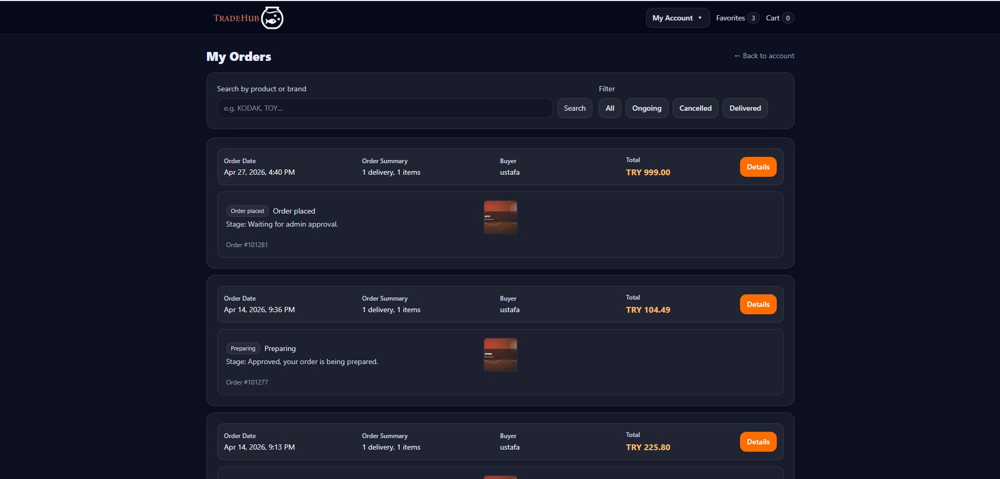 TradeHub
My Account ▼ Favorites 3 Cart 0
My Orders
← Back to account
Search by product or brand
Filter
e.g. KODAK, TOY...
Search
All
Ongoing
Cancelled
Delivered
Order Date
Apr 27, 2026, 4:40 PM
Order Summary
1 delivery, 1 items
Buyer
ustafa
Total
TRY 999.00
Details
Order placed Order placed
Stage: Waiting for admin approval.
Order #101281
Order Date
Apr 14, 2026, 9:36 PM
Order Summary
1 delivery, 1 items
Buyer
ustafa
Total
TRY 104.49
Details
Preparing Preparing
Stage: Approved, your order is being prepared.
Order #101277
Order Date
Apr 14, 2026, 9:13 PM
Order Summary
1 delivery, 1 items
Buyer
ustafa
Total
TRY 225.80
Details